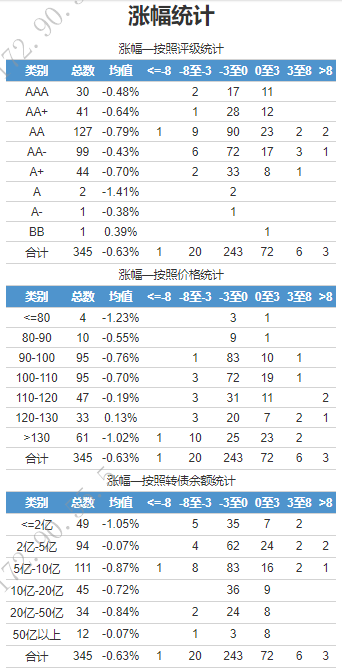 涨幅统计
涨幅—按照评级统计
类别 总数 均值 <=-8 -8至-3 -3至0 0至3 3至8 >8
AAA 30 -0.48% 2 17 11
AA+ 41 -0.64% 1 28 12
AA 127 -0.79% 1 9 90 23 2 2
AA- 99 -0.43% 6 72 17 3 1
A+ 44 -0.70% 2 33 8 1
A 2 -1.41% 2
A- 1 -0.38% 1
BB 1 0.39% 1
合计 345 -0.63% 1 20 243 72 6 3
涨幅—按照价格统计
类别 总数 均值 <=-8 -8至-3 -3至0 0至3 3至8 >8
<=80 4 -1.23% 3 1
80-90 10 -0.55% 9 1
90-100 95 -0.76% 1 83 10 1
100-110 95 -0.70% 3 72 19 1
110-120 47 -0.19% 3 31 11 2
120-130 33 0.13% 3 20 7 2 1
>130 61 -1.02% 1 10 25 23 2
合计 345 -0.63% 1 20 243 72 6 3
涨幅—按照转债余额统计
类别 总数 均值 <=-8 -8至-3 -3至0 0至3 3至8 >8
<=2亿 49 -1.05% 5 35 7 2
2亿-5亿 94 -0.07% 4 62 24 2 2
5亿-10亿 111 -0.87% 1 8 83 16 2 1
10亿-20亿 45 -0.72% 36 9
20亿-50亿 34 -0.84% 2 24 8
50亿以上 12 -0.07% 1 3 8
合计 345 -0.63% 1 20 243 72 6 3